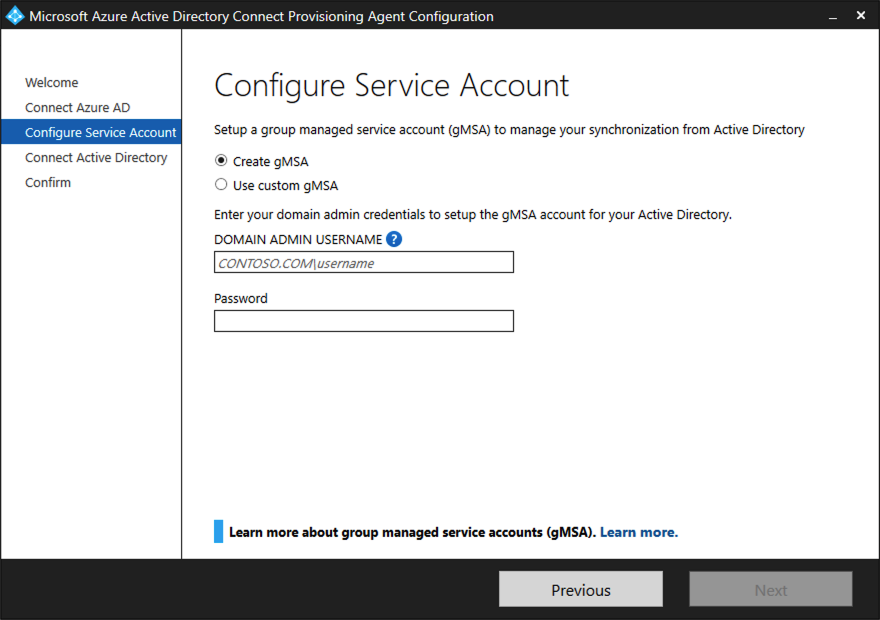 Microsoft Azure Active Directory Connect Provisioning Agent Configuration
Welcome
Connect Azure AD
Configure Service Account
Connect Active Directory
Confirm
Configure Service Account
Setup a group managed service account (gMSA) to manage your synchronization from Active Directory
Create gMSA
Use custom gMSA
Enter your domain admin credentials to setup the gMSA account for your Active Directory.
DOMAIN ADMIN USERNAME ?
CONTOSO.COM\username
Password
Learn more about group managed service accounts (gMSA). Learn more.
Previous
Next